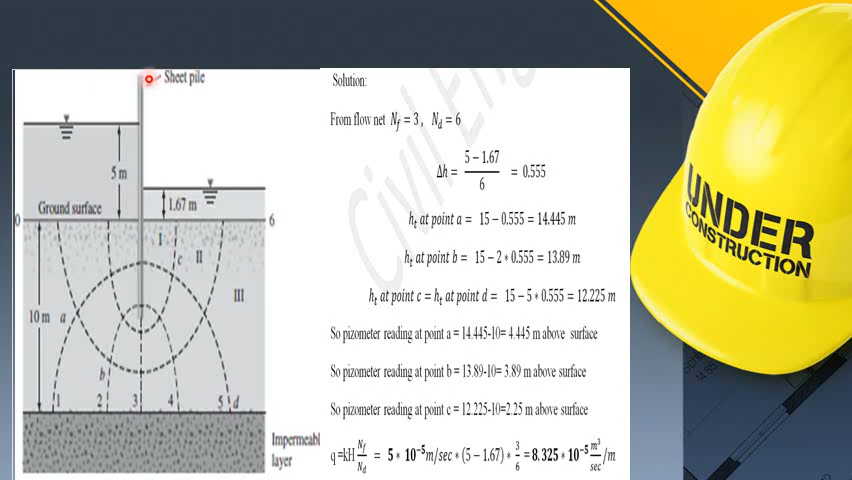 Sheet pile
5 m
1.67 m
Ground surface
0
6
I
c
II
III
10 m
a
b
1
2
3
4
5
d
Impermeabl
layer
Civil Eng
Solution:
From flow net N_f = 3 , N_d = 6
Δh = (5 − 1.67)/6 = 0.555
h_t at point a = 15 − 0.555 = 14.445 m
h_t at point b = 15 − 2 * 0.555 = 13.89 m
h_t at point c = h_t at point d = 15 − 5 * 0.555 = 12.225 m
So pizometer reading at point a = 14.445-10= 4.445 m above surface
So pizometer reading at point b = 13.89-10= 3.89 m above surface
So pizometer reading at point c = 12.225-10=2.25 m above surface
q =kH N_f/N_d = 5 * 10^-5 m/sec * (5 − 1.67) * 3/6 = 8.325 * 10^-5 m^3/sec /m
UNDER
CONSTRUCTION